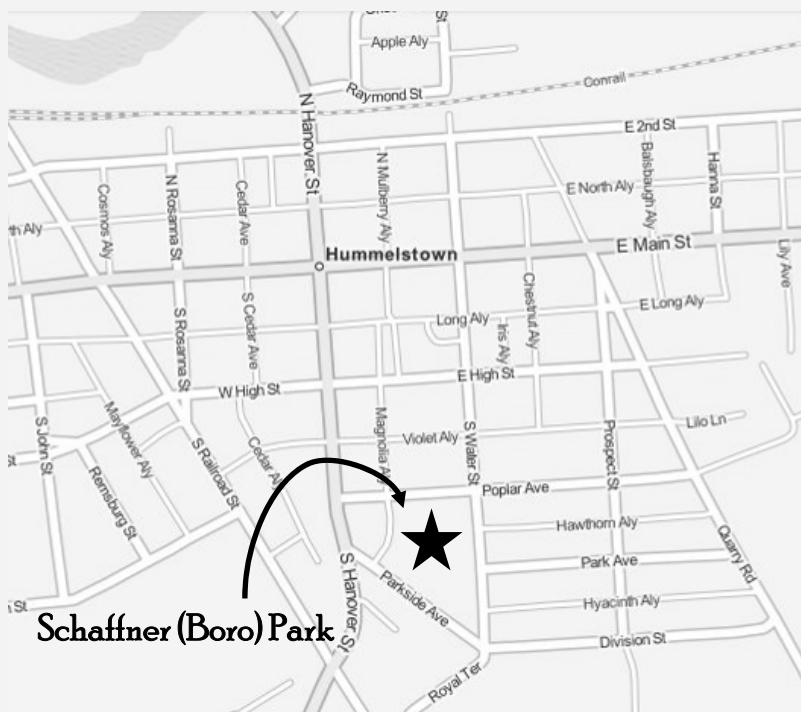 St
Apple Aly
Raymond St
Conrail
N Hanover St
E 2nd St
Cosmos Aly
N Rosanna St
Cedar Ave
N Mulberry Aly
E North Aly
Balsbaugh Aly
Hanna St
th Aly
Hummelstown
E Main St
Lily Ave
S Rosanna St
S Cedar Ave
Chestnut Aly
Long Aly
Iris Aly
E Long Aly
W High St
E High St
S John St
Mayflower Aly
S Railroad St
Cedar Aly
Magnolia Aly
Violet Aly
S Water St
Prospect St
Lilo Ln
Remsburg St
Poplar Ave
Hawthorn Aly
Quarry Rd
Park Ave
S Hanover St
Parkside Ave
Hyacinth Aly
St
Schaffner (Boro) Park
Division St
Royal Ter